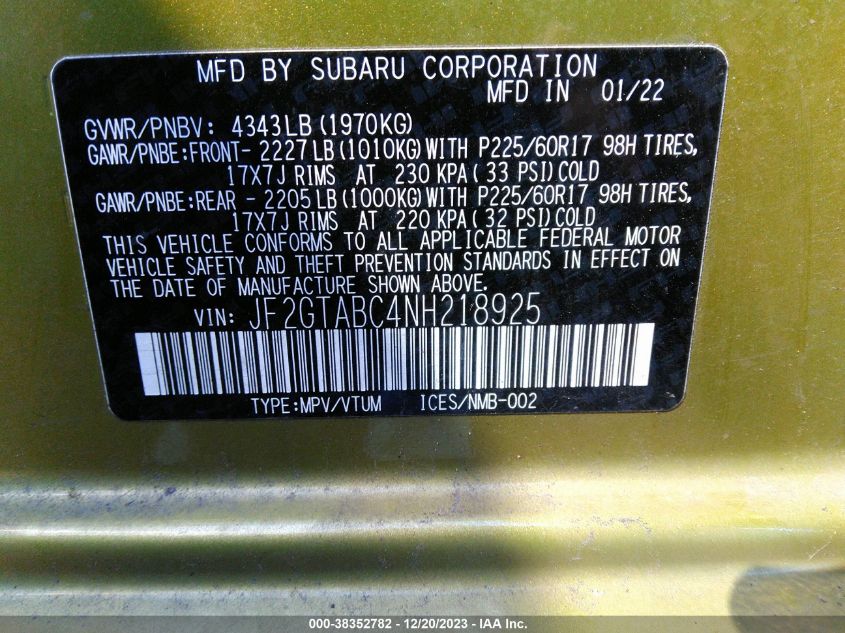 MFD BY SUBARU CORPORATION
MFD IN 01/22
GVWR/PNBV: 4343LB (1970KG)
GAWR/PNBE:FRONT- 2227LB (1010KG) WITH P225/60R17 98H TIRES,
17X7J RIMS AT 230 KPA (33 PSI) COLD
GAWR/PNBE:REAR - 2205LB (1000KG) WITH P225/60R17 98H TIRES,
17X7J RIMS AT 220 KPA (32 PSI) COLD
THIS VEHICLE CONFORMS TO ALL APPLICABLE FEDERAL MOTOR
VEHICLE SAFETY AND THEFT PREVENTION STANDARDS IN EFFECT ON
THE DATE OF MANUFACTURE SHOWN ABOVE.
VIN: JF2GTABC4NH218925
TYPE:MPV/VTUM ICES/NMB-002
000-38352782 - 12/20/2023 - IAA Inc.